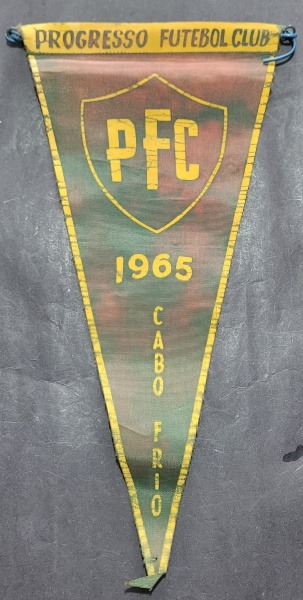 PROGRESSO FUTEBOL CLUB
PFC
1965
CABO FRIO